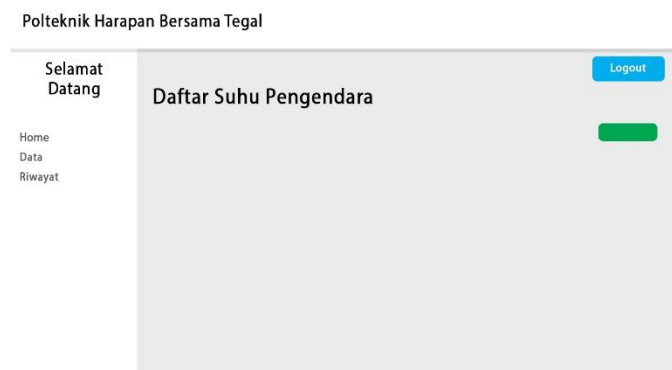 Polteknik Harapan Bersama Tegal
Selamat
Datang
Logout
Daftar Suhu Pengendara
Home
Data
Riwayat